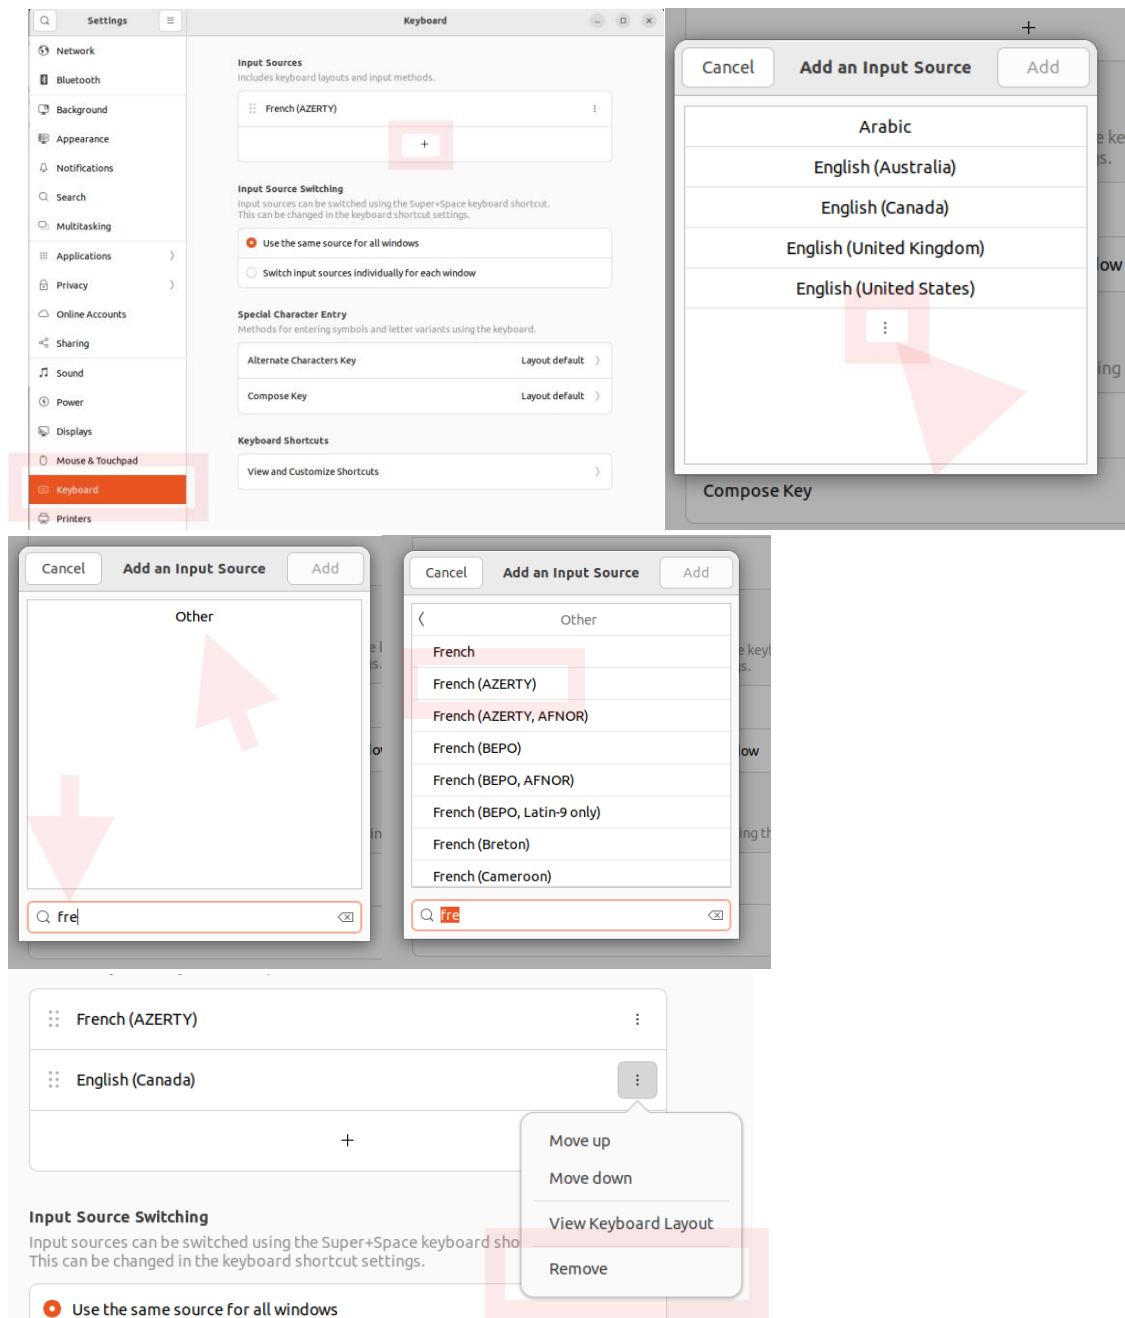 Settings
Keyboard
Network
Bluetooth
Background
Appearance
Notifications
Search
Multitasking
Applications
Privacy
Online Accounts
Sharing
Sound
Power
Displays
Mouse & Touchpad
Keyboard
Printers
Input Sources
Includes keyboard layouts and input methods.
French (AZERTY)
+
Input Source Switching
Input sources can be switched using the Super+Space keyboard shortcut.
This can be changed in the keyboard shortcut settings.
Use the same source for all windows
Switch input sources individually for each window
Special Character Entry
Methods for entering symbols and letter variants using the keyboard.
Alternate Characters Key Layout default
Compose Key Layout default
Keyboard Shortcuts
View and Customize Shortcuts
+
Cancel Add an Input Source Add
Arabic
English (Australia)
English (Canada)
English (United Kingdom)
English (United States)
e ke
s.
low
ing
Compose Key
Cancel Add an Input Source Add
Other
fre
Cancel Add an Input Source Add
Other
French
French (AZERTY)
French (AZERTY, AFNOR)
French (BEPO)
French (BEPO, AFNOR)
French (BEPO, Latin-9 only)
French (Breton)
French (Cameroon)
fre
e key
s.
low
ing th
French (AZERTY)
English (Canada)
+
Move up
Move down
View Keyboard Layout
Remove
Input Source Switching
Input sources can be switched using the Super+Space keyboard sho
This can be changed in the keyboard shortcut settings.
Use the same source for all windows